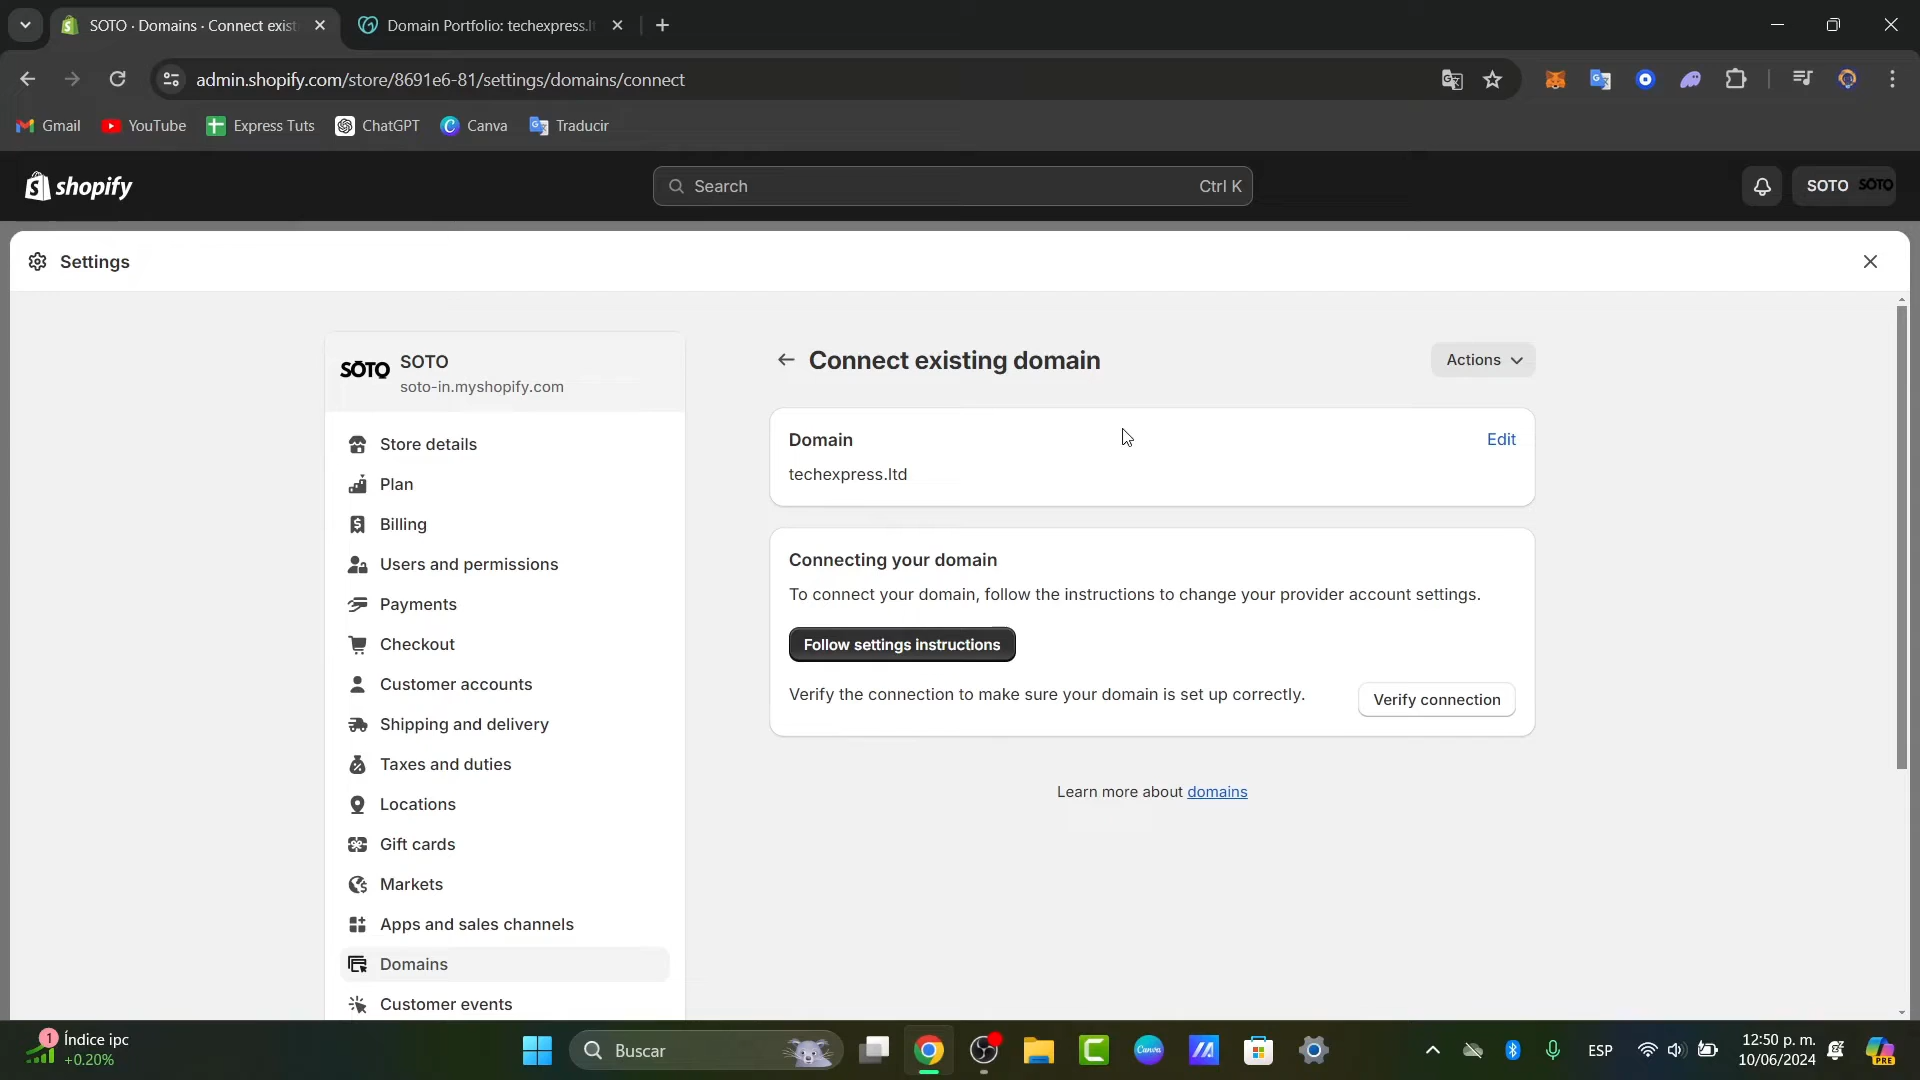 SOTO · Domains · Connect exist
Domain Portfolio: techexpress.lt
admin.shopify.com/store/8691e6-81/settings/domains/connect
Gmail YouTube Express Tuts ChatGPT Canva Traducir
shopify
Search Ctrl K
SOTO SOTO
Settings
SOTO SOTO
soto-in.myshopify.com
Store details
Plan
Billing
Users and permissions
Payments
Checkout
Customer accounts
Shipping and delivery
Taxes and duties
Locations
Gift cards
Markets
Apps and sales channels
Domains
Customer events
Connect existing domain
Actions
Domain
Edit
techexpress.ltd
Connecting your domain
To connect your domain, follow the instructions to change your provider account settings.
Follow settings instructions
Verify the connection to make sure your domain is set up correctly.
Verify connection
Learn more about domains
1 Índice ipc
+0.20%
Buscar
Canva
ESP
12:50 p. m.
10/06/2024
PRE